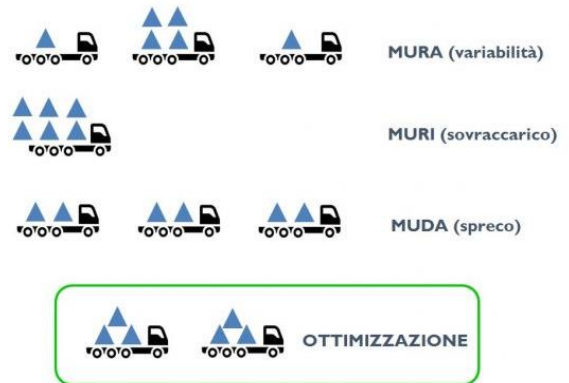 MURA (variabilità)
MURI (sovraccarico)
MUDA (spreco)
OTTIMIZZAZIONE